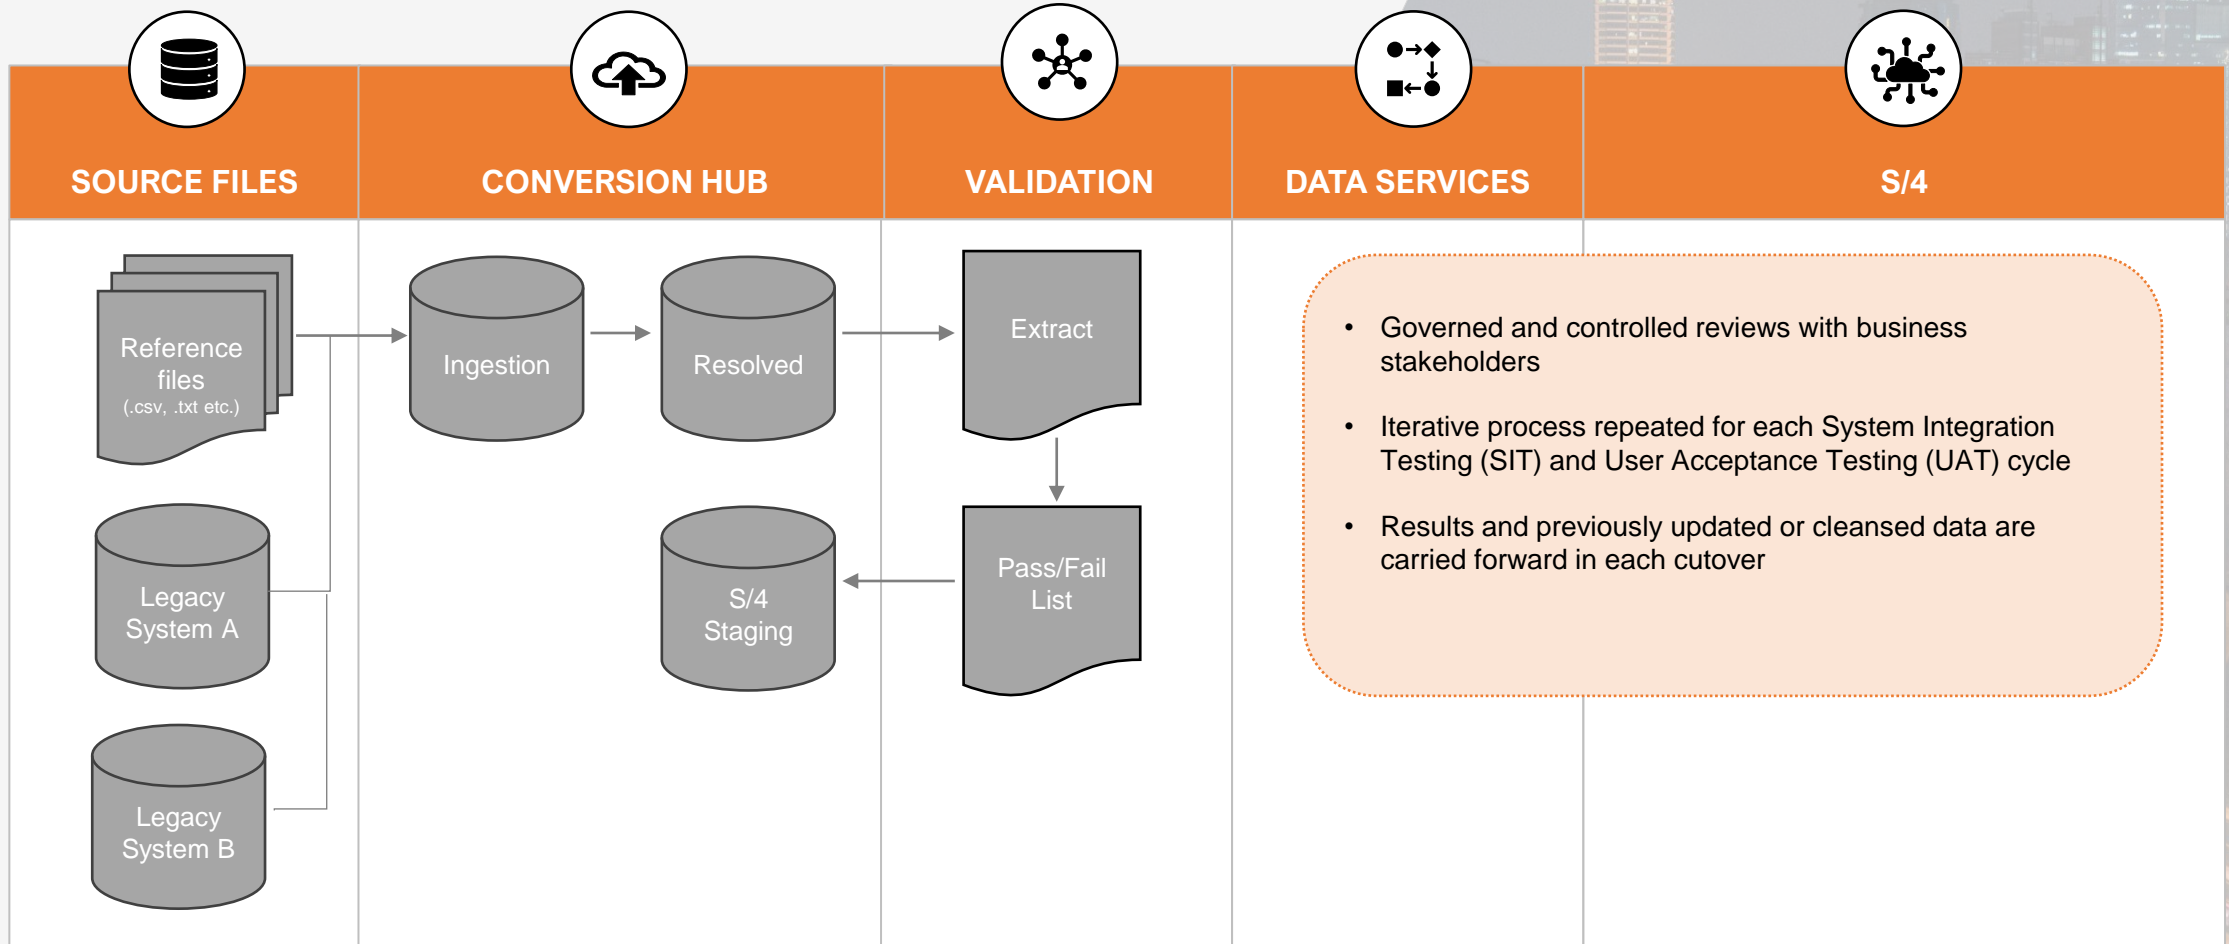 SOURCE FILES
CONVERSION HUB
VALIDATION
DATA SERVICES
S/4
Reference
files
(.csv, .txt etc.)
Ingestion
Resolved
Extract
Legacy
System A
S/4
Staging
Pass/Fail
List
Legacy
System B
• Governed and controlled reviews with business
stakeholders
• Iterative process repeated for each System Integration
Testing (SIT) and User Acceptance Testing (UAT) cycle
• Results and previously updated or cleansed data are
carried forward in each cutover